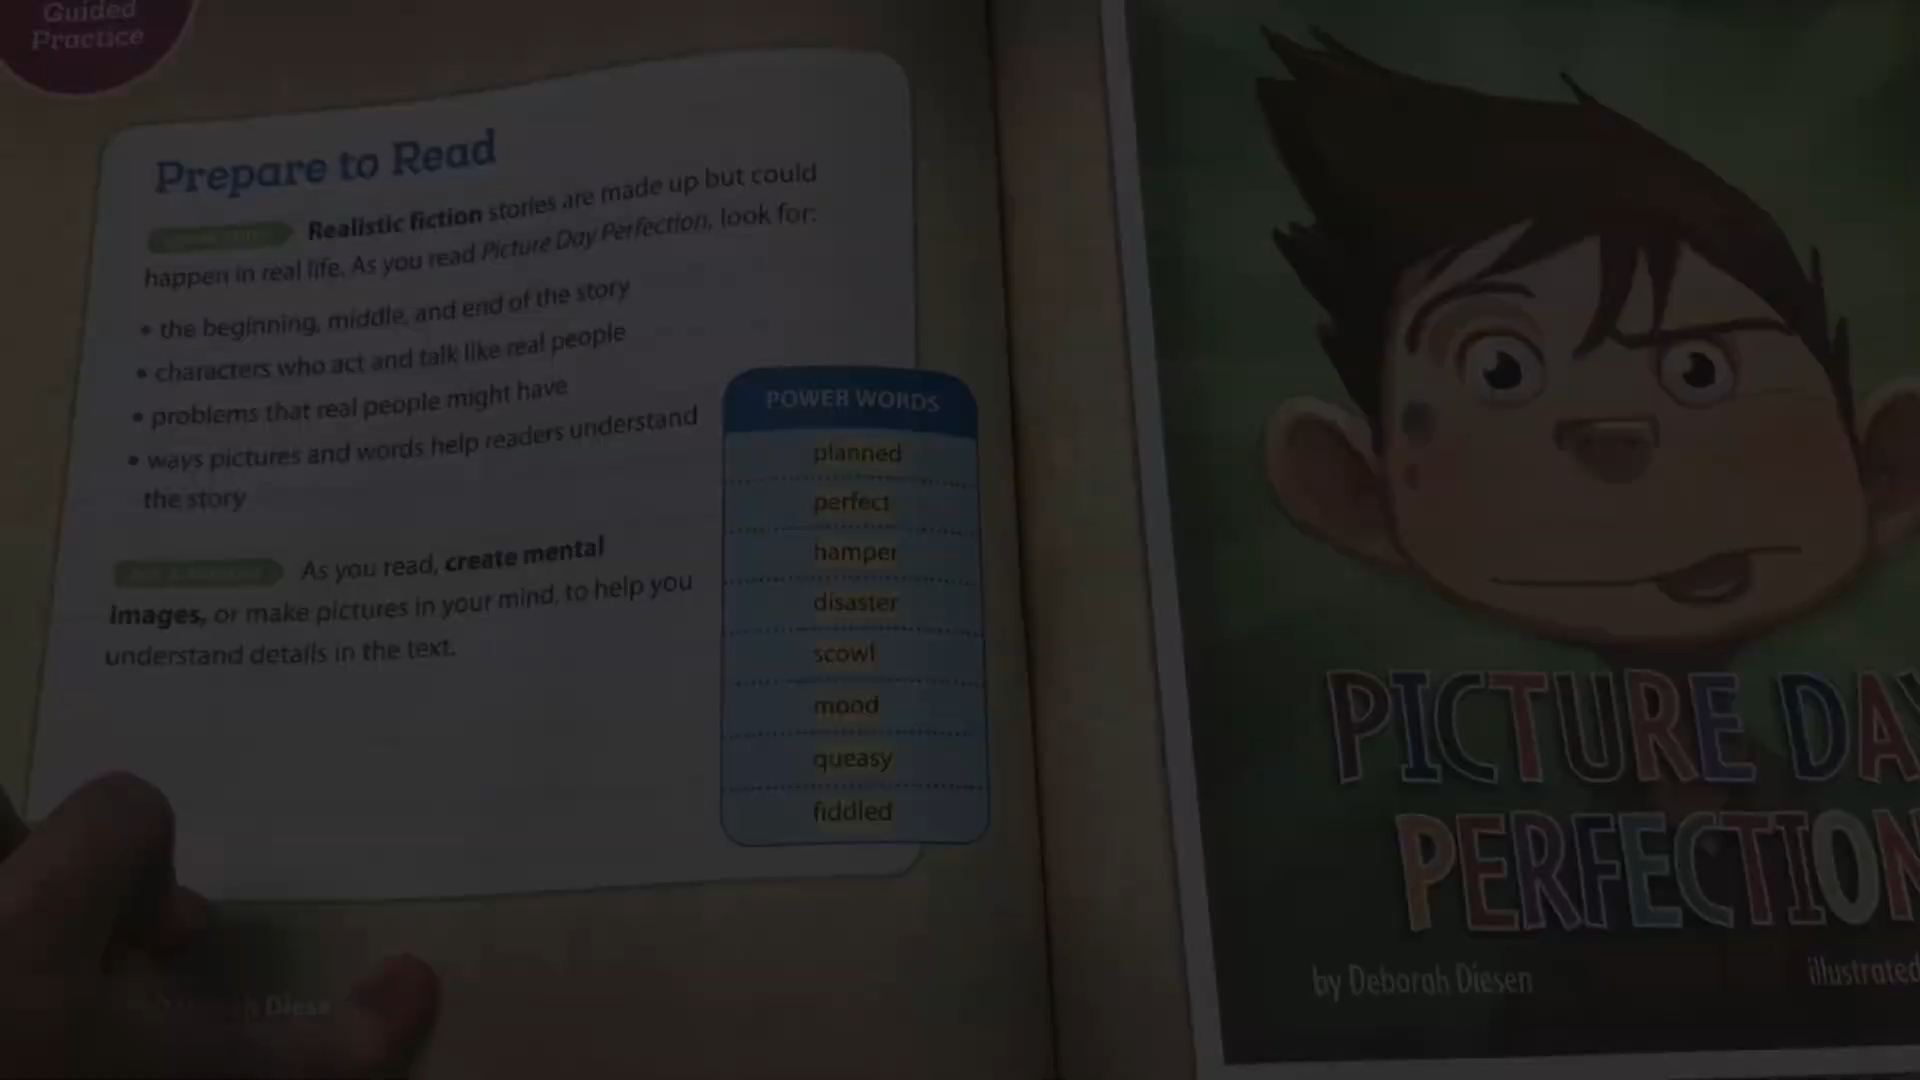 Guided
Practice
Prepare to Read
Realistic fiction stories are made up but could
happen in real life. As you read Picture Day Perfection, look for:
• the beginning, middle, and end of the story
• characters who act and talk like real people
• problems that real people might have
• ways pictures and words help readers understand
the story
As you read, create mental
images, or make pictures in your mind, to help you
understand details in the text.
POWER WORDS
planned
perfect
hamper
disaster
scowl
mood
queasy
fiddled
PICTURE DAY
PERFECTION
by Deborah Diesen
illustrated